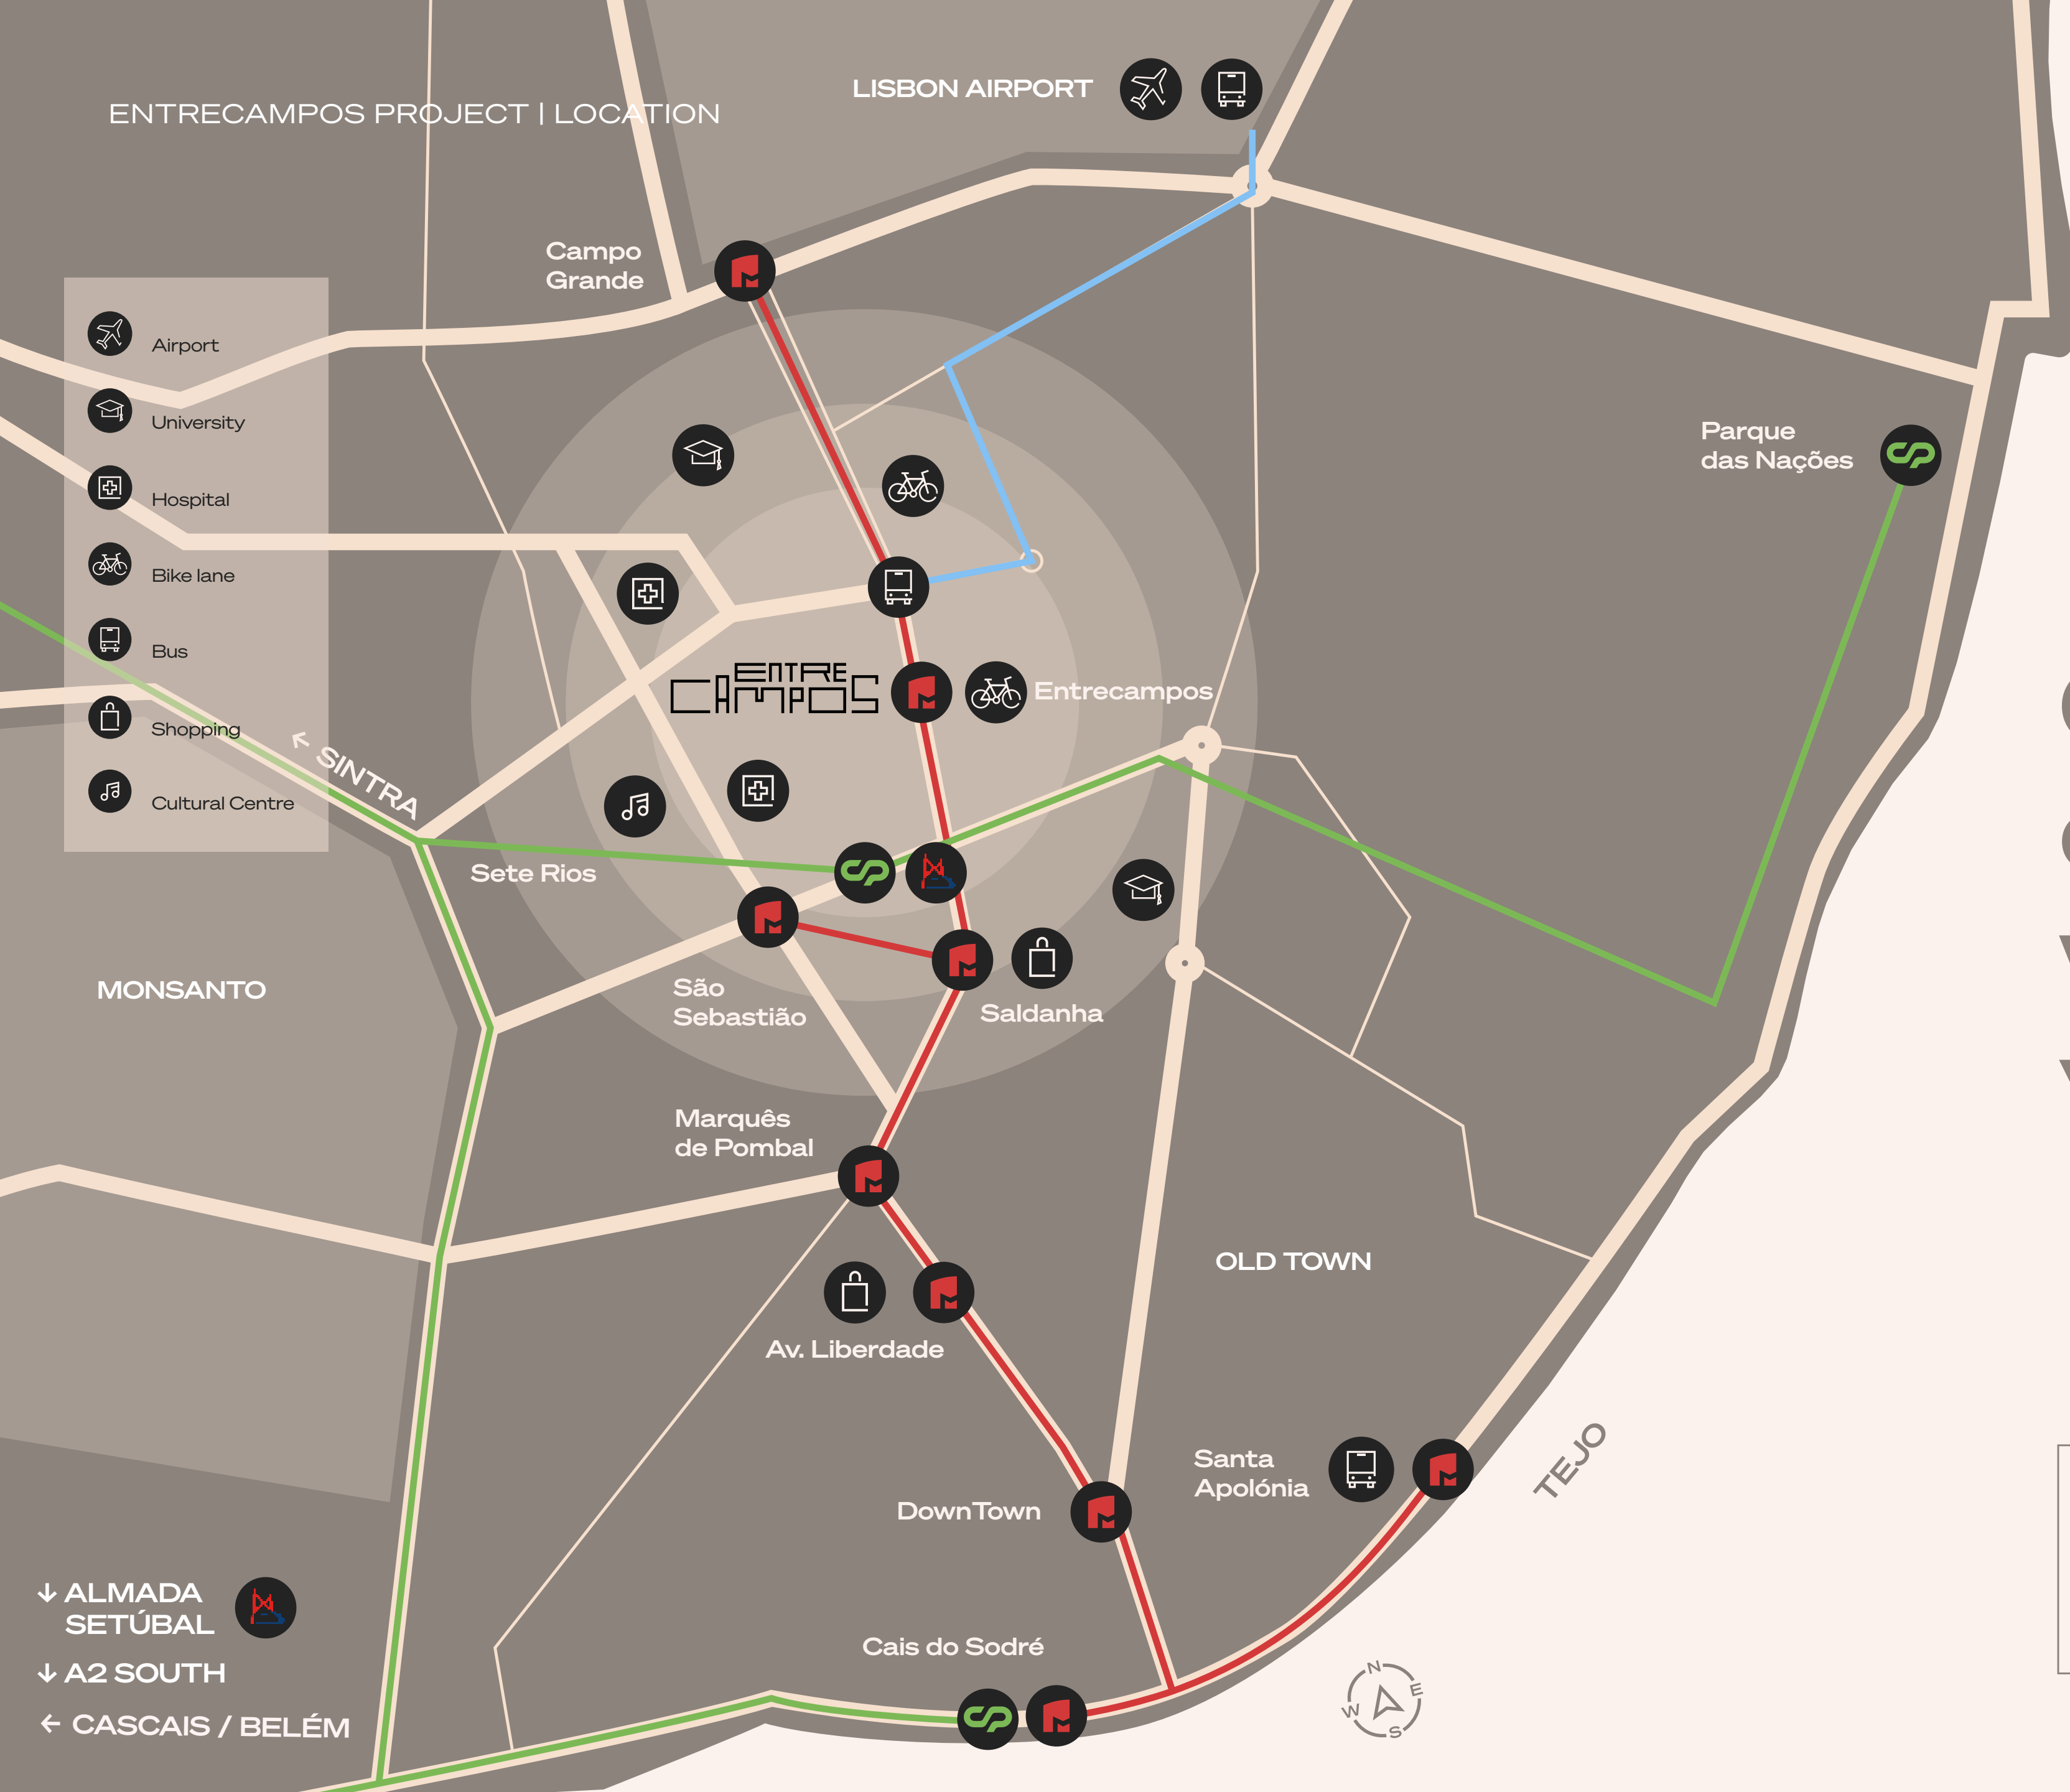 LISBON AIRPORT
ENTRECAMPOS PROJECT | LOCATION
Campo
Grande
Airport
University
Hospital
Bike lane
Bus
Shopping
Cultural Centre
Parque
das Nações
ENTRE
CAMPOS
Entrecampos
← SINTRA
Sete Rios
MONSANTO
São
Sebastião
Saldanha
Marquês
de Pombal
OLD TOWN
Av. Liberdade
Santa
Apolónia
TEJO
DownTown
↓ ALMADA
SETÚBAL
↓ A2 SOUTH
← CASCAIS / BELÉM
Cais do Sodré
N
E
W
S